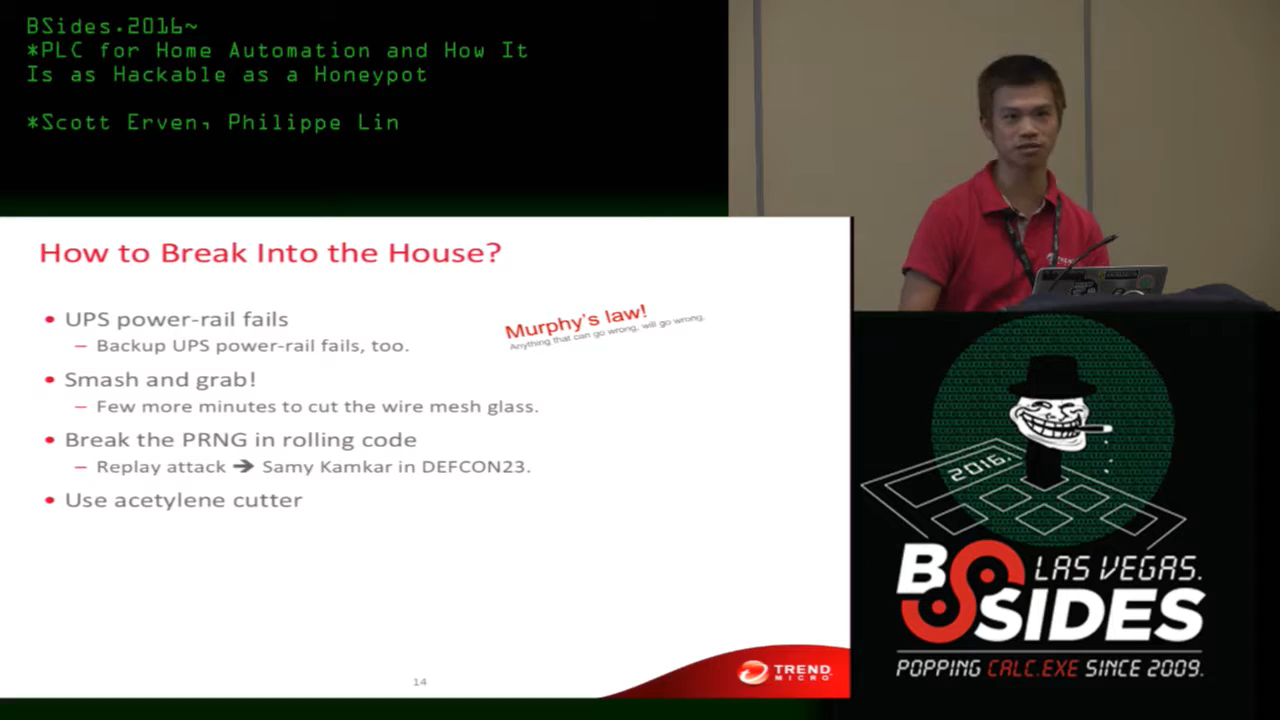 BSides.2016~
*PLC for Home Automation and How It
Is as Hackable as a Honeypot
*Scott Erven, Philippe Lin
How to Break Into the House?
• UPS power-rail fails
– Backup UPS power-rail fails, too.
Murphy's law!
Anything that can go wrong, will go wrong.
• Smash and grab!
– Few more minutes to cut the wire mesh glass.
• Break the PRNG in rolling code
– Replay attack ➔ Samy Kamkar in DEFCON23.
• Use acetylene cutter
14
TREND
MICRO
2016.
BSIDES
LAS VEGAS.
POPPING CALC.EXE SINCE 2009.